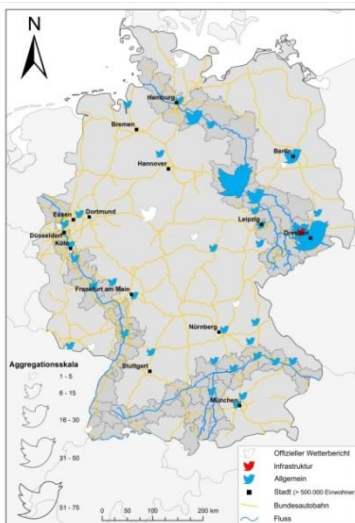 N
Hamburg
Bremen
Berlin
Hannover
Essen
Dortmund
Leipzig
Düsseldorf
Dresden
Köln
Frankfurt am Main
Nürnberg
Aggregationsskala
Stuttgart
1 - 5
6 - 15
München
16 - 30
31 - 50
51 - 75
Offizieller Wetterbericht
Infrastruktur
Allgemein
Stadt (> 500.000 Einwohner)
Bundesautobahn
Fluss
0 50 100 200 km